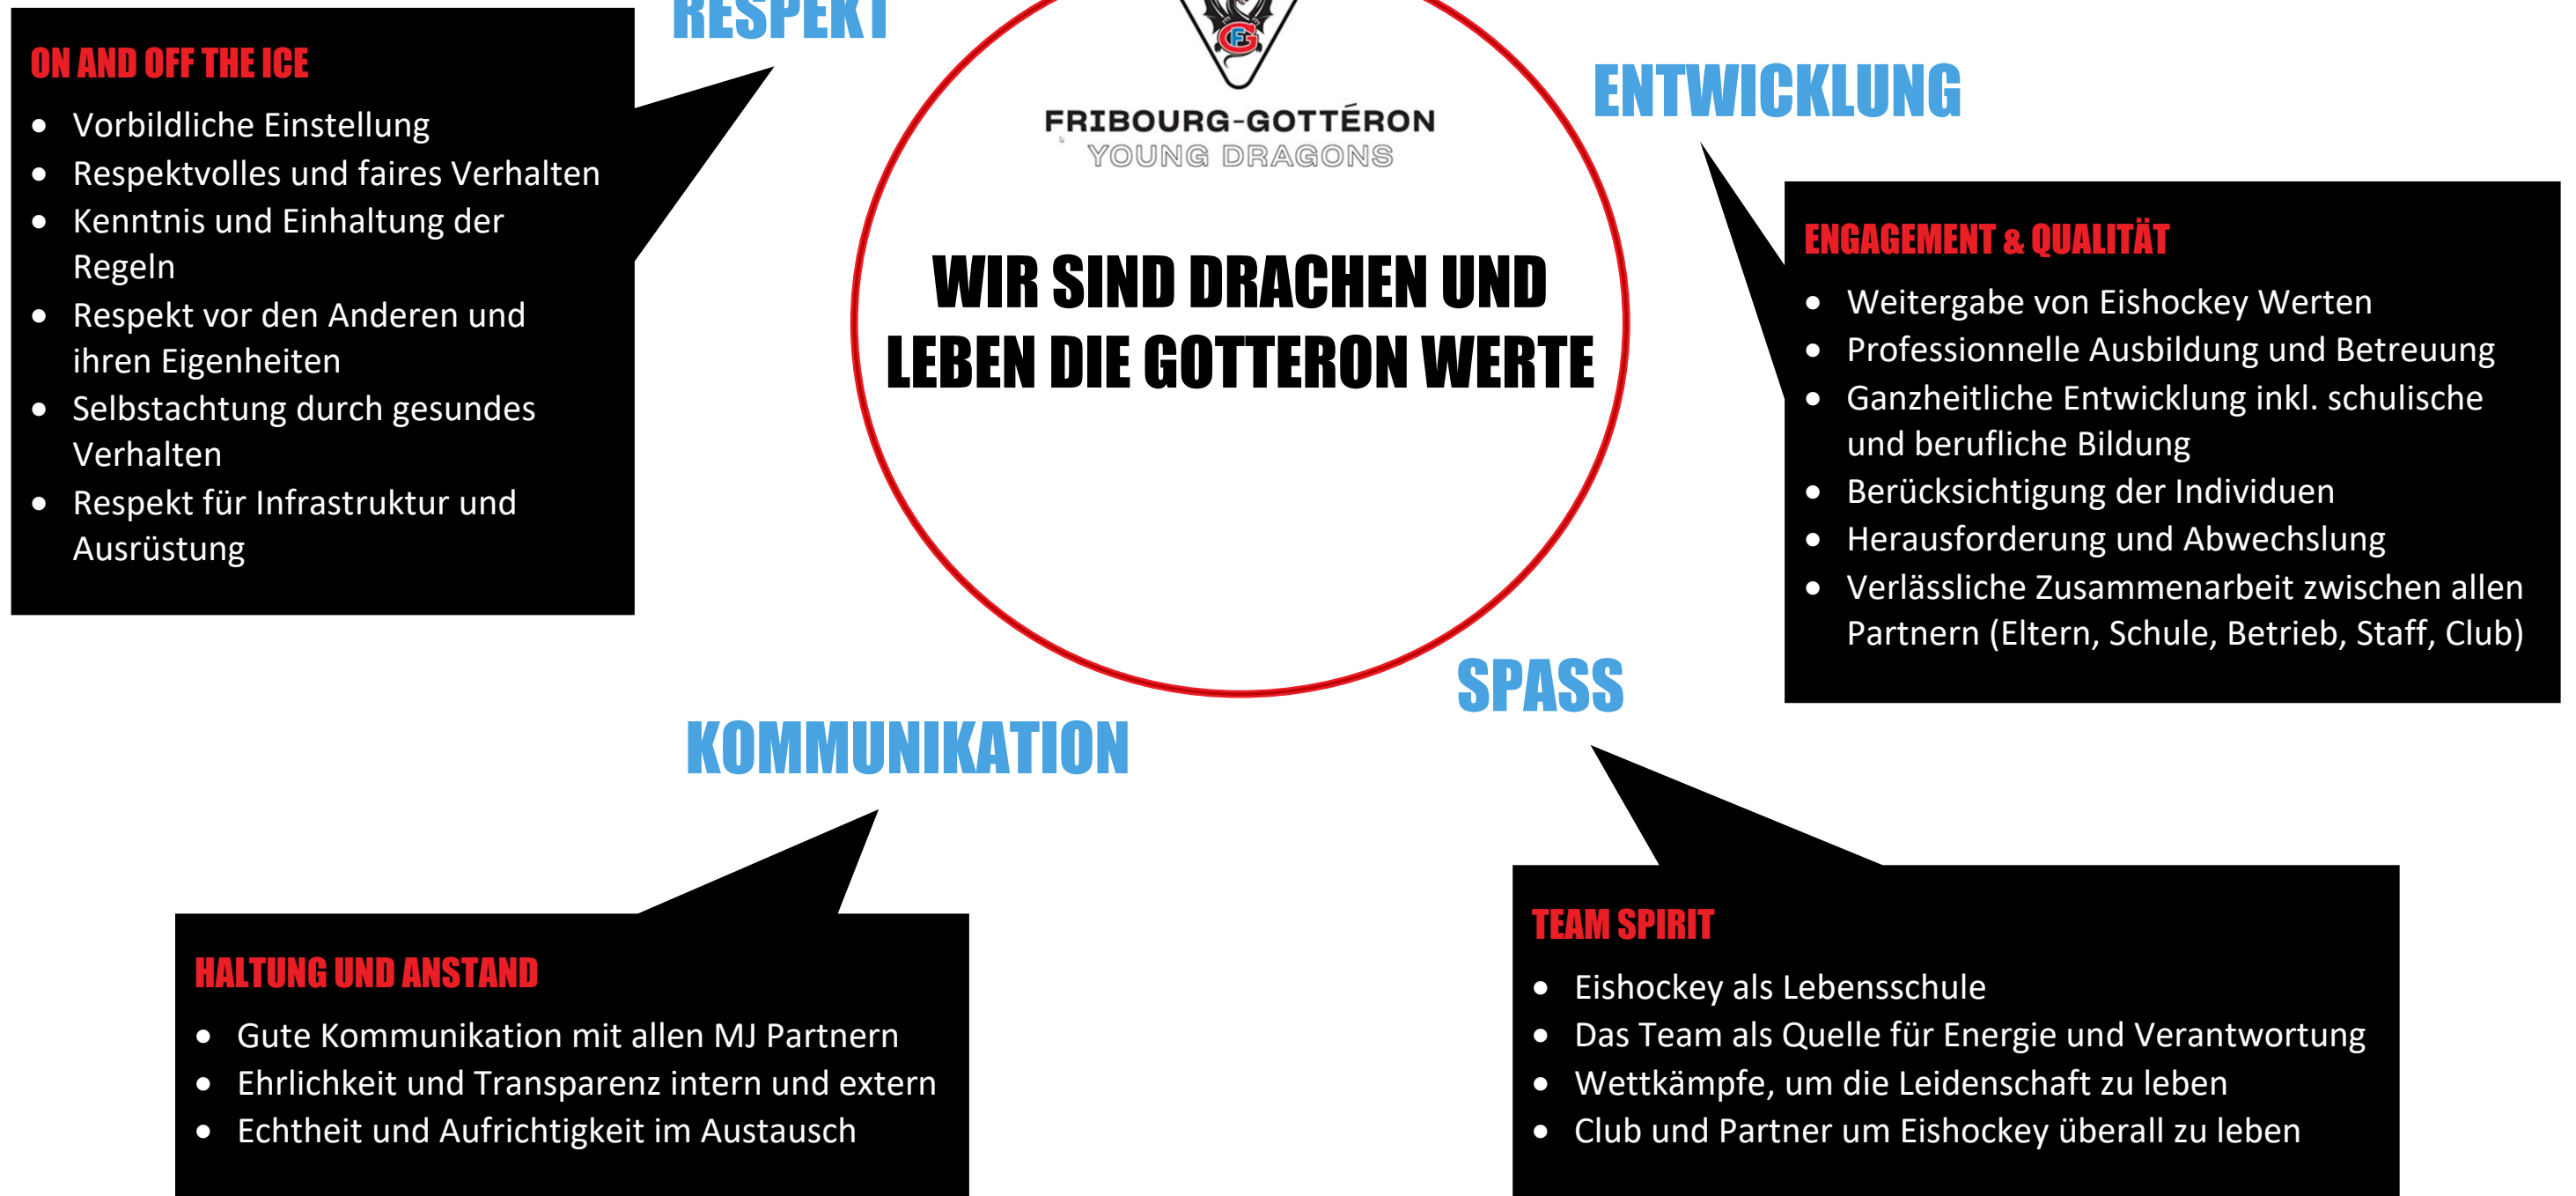 RESPEKT
ON AND OFF THE ICE
• Vorbildliche Einstellung
• Respektvolles und faires Verhalten
• Kenntnis und Einhaltung der
Regeln
• Respekt vor den Anderen und
ihren Eigenheiten
• Selbstachtung durch gesundes
Verhalten
• Respekt für Infrastruktur und
Ausrüstung
FRIBOURG-GOTTÉRON
YOUNG DRAGONS
WIR SIND DRACHEN UND
LEBEN DIE GOTTERON WERTE
ENTWICKLUNG
ENGAGEMENT & QUALITÄT
• Weitergabe von Eishockey Werten
• Professionnelle Ausbildung und Betreuung
• Ganzheitliche Entwicklung inkl. schulische
und berufliche Bildung
• Berücksichtigung der Individuen
• Herausforderung und Abwechslung
• Verlässliche Zusammenarbeit zwischen allen
Partnern (Eltern, Schule, Betrieb, Staff, Club)
KOMMUNIKATION
HALTUNG UND ANSTAND
• Gute Kommunikation mit allen MJ Partnern
• Ehrlichkeit und Transparenz intern und extern
• Echtheit und Aufrichtigkeit im Austausch
SPASS
TEAM SPIRIT
• Eishockey als Lebensschule
• Das Team als Quelle für Energie und Verantwortung
• Wettkämpfe, um die Leidenschaft zu leben
• Club und Partner um Eishockey überall zu leben